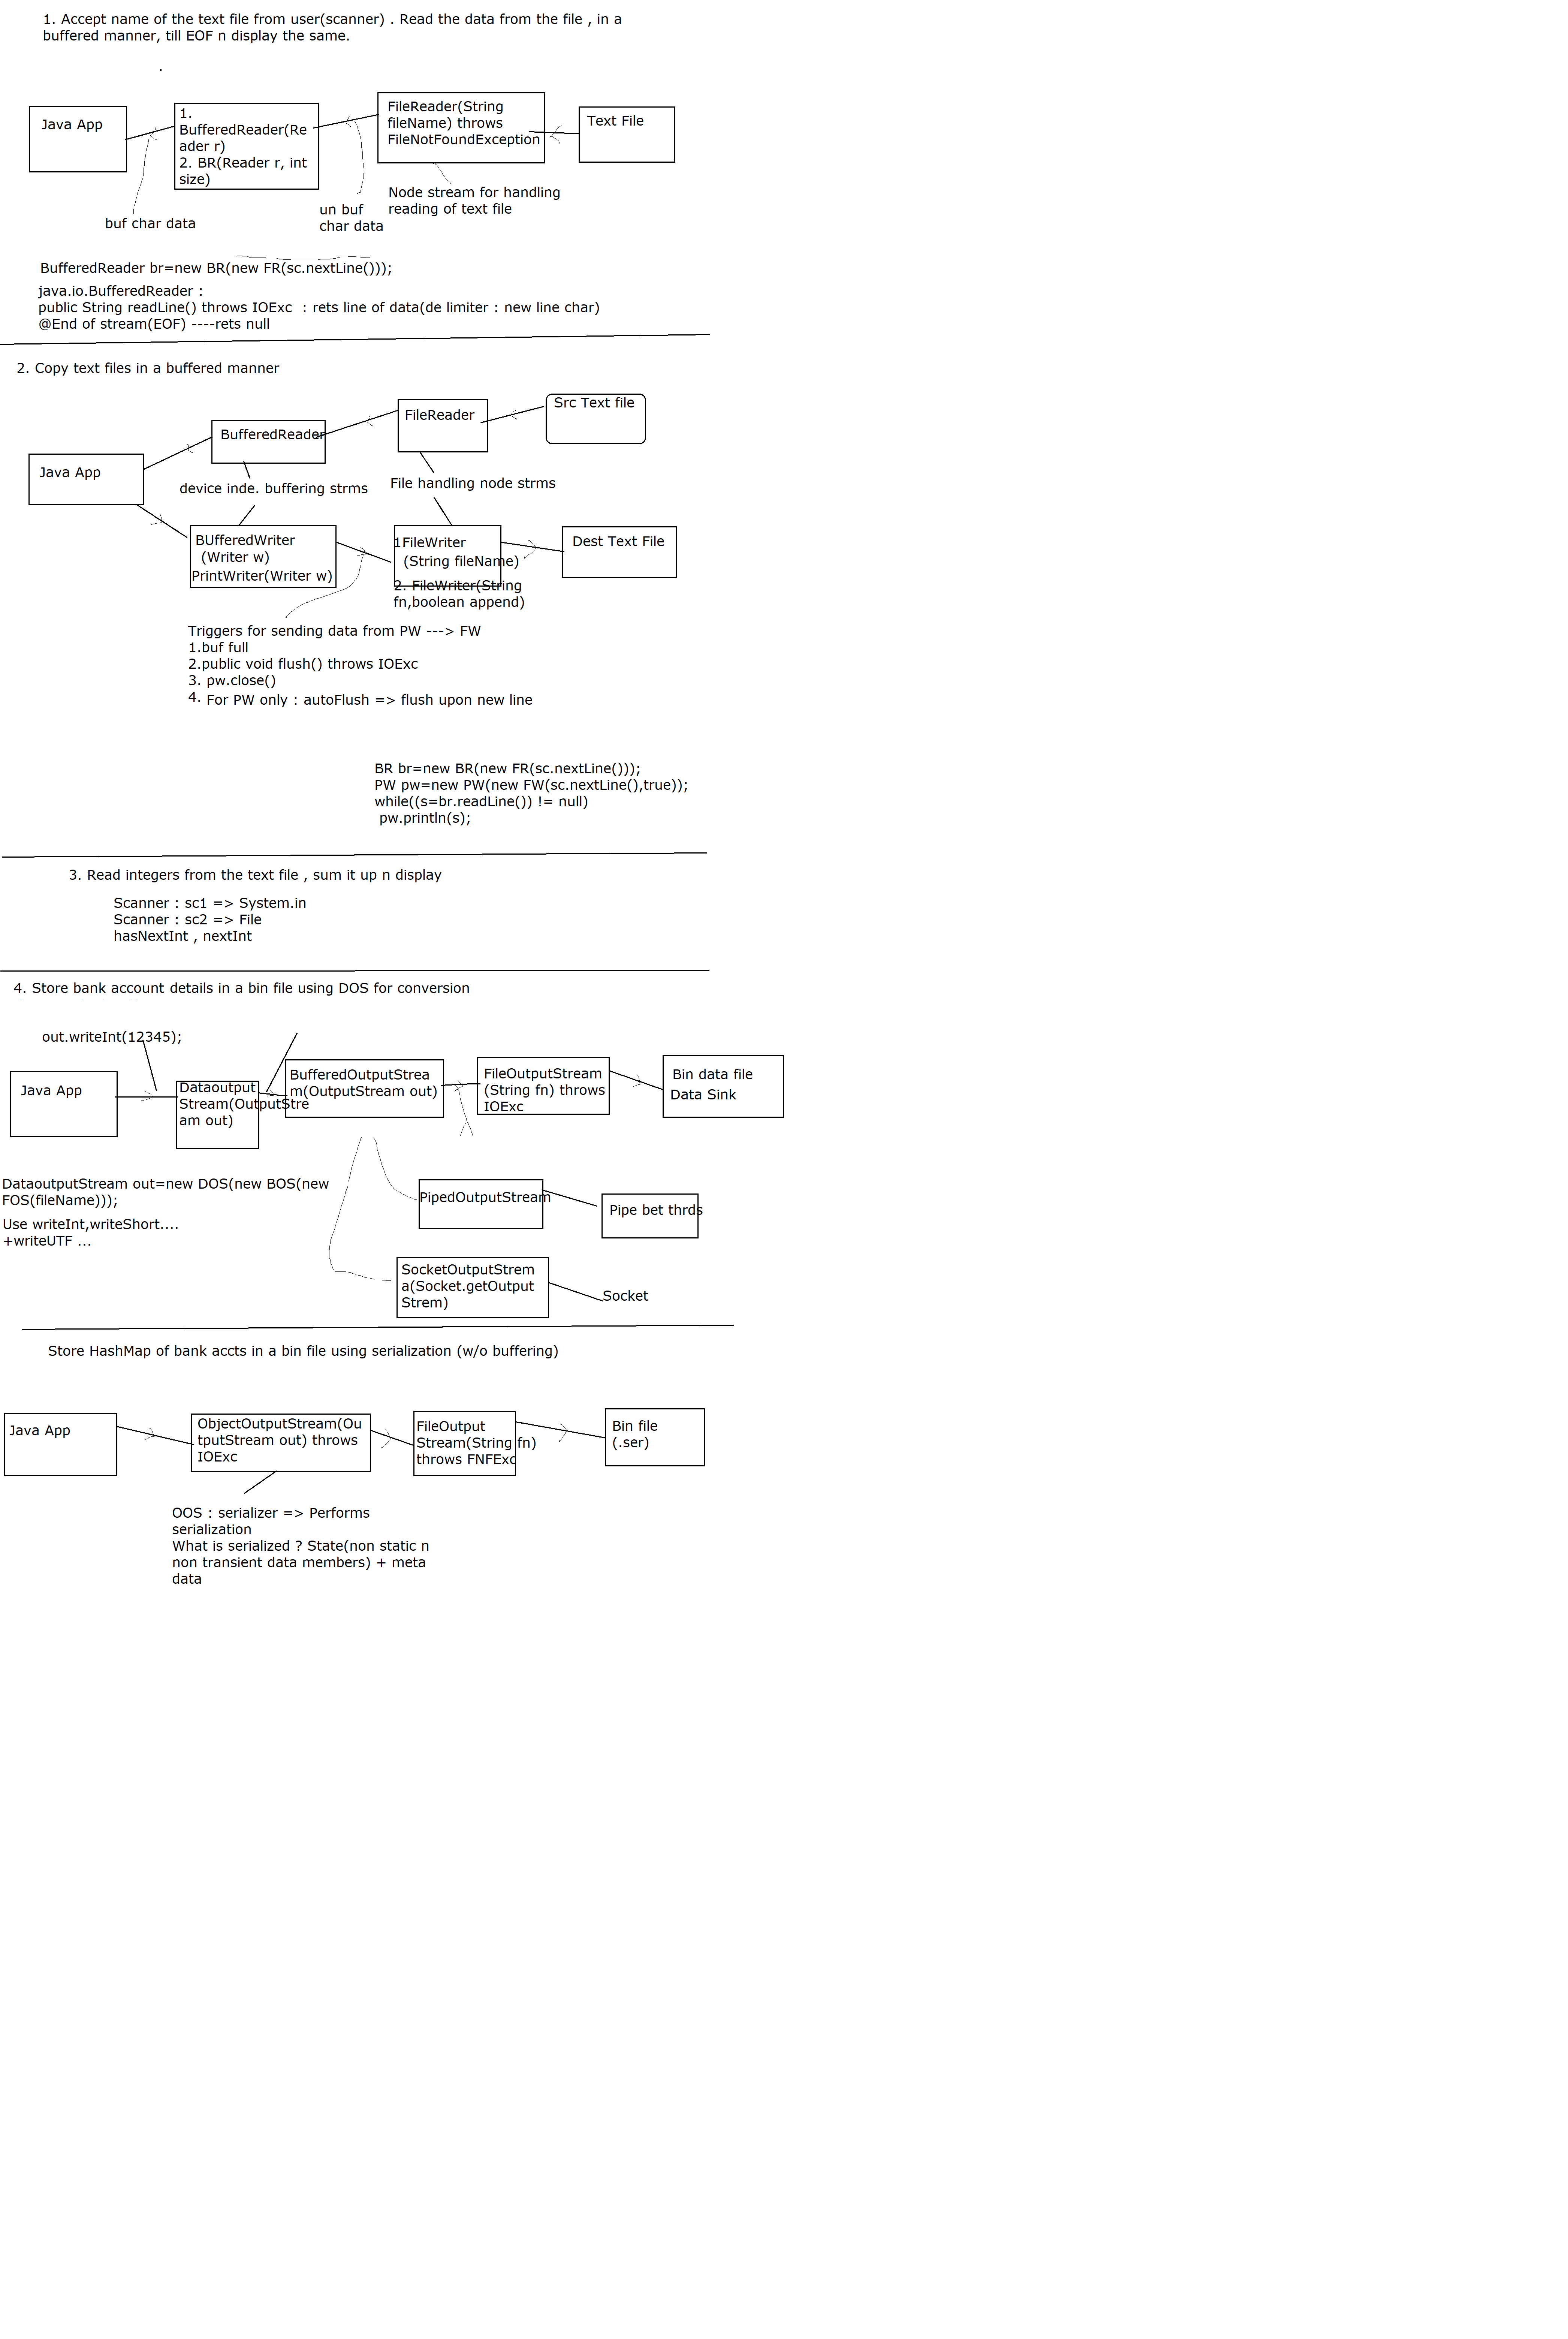 1. Accept name of the text file from user(scanner) . Read the data from the file , in a
buffered manner, till EOF n display the same.
.
Java App
1.
BufferedReader(Re
ader r)
2. BR(Reader r, int
size)
FileReader(String
fileName) throws
FileNotFoundException
Text File
buf char data
un buf
char data
Node stream for handling
reading of text file
BufferedReader br=new BR(new FR(sc.nextLine()));
java.io.BufferedReader :
public String readLine() throws IOExc  : rets line of data(de limiter : new line char)
@End of stream(EOF) ----rets null
2. Copy text files in a buffered manner
Java App
BufferedReader
FileReader
Src Text file
device inde. buffering strms
File handling node strms
BUfferedWriter
(Writer w)
PrintWriter(Writer w)
1FileWriter
(String fileName)
2. FileWriter(String
fn,boolean append)
Dest Text File
Triggers for sending data from PW ---> FW
1.buf full
2.public void flush() throws IOExc
3. pw.close()
4. For PW only : autoFlush => flush upon new line
BR br=new BR(new FR(sc.nextLine()));
PW pw=new PW(new FW(sc.nextLine(),true));
while((s=br.readLine()) != null)
pw.println(s);
3. Read integers from the text file , sum it up n display
Scanner : sc1 => System.in
Scanner : sc2 => File
hasNextInt , nextInt
4. Store bank account details in a bin file using DOS for conversion
out.writeInt(12345);
Java App
Dataoutput
Stream(OutputStre
am out)
BufferedOutputStrea
m(OutputStream out)
FileOutputStream
(String fn) throws
IOExc
Bin data file
Data Sink
DataoutputStream out=new DOS(new BOS(new
FOS(fileName)));
Use writeInt,writeShort....
+writeUTF ...
PipedOutputStream
Pipe bet thrds
SocketOutputStrem
a(Socket.getOutput
Strem)
Socket
Store HashMap of bank accts in a bin file using serialization (w/o buffering)
Java App
ObjectOutputStream(Ou
tputStream out) throws
IOExc
FileOutput
Stream(String fn)
throws FNFExc
Bin file
(.ser)
OOS : serializer => Performs
serialization
What is serialized ? State(non static n
non transient data members) + meta
data